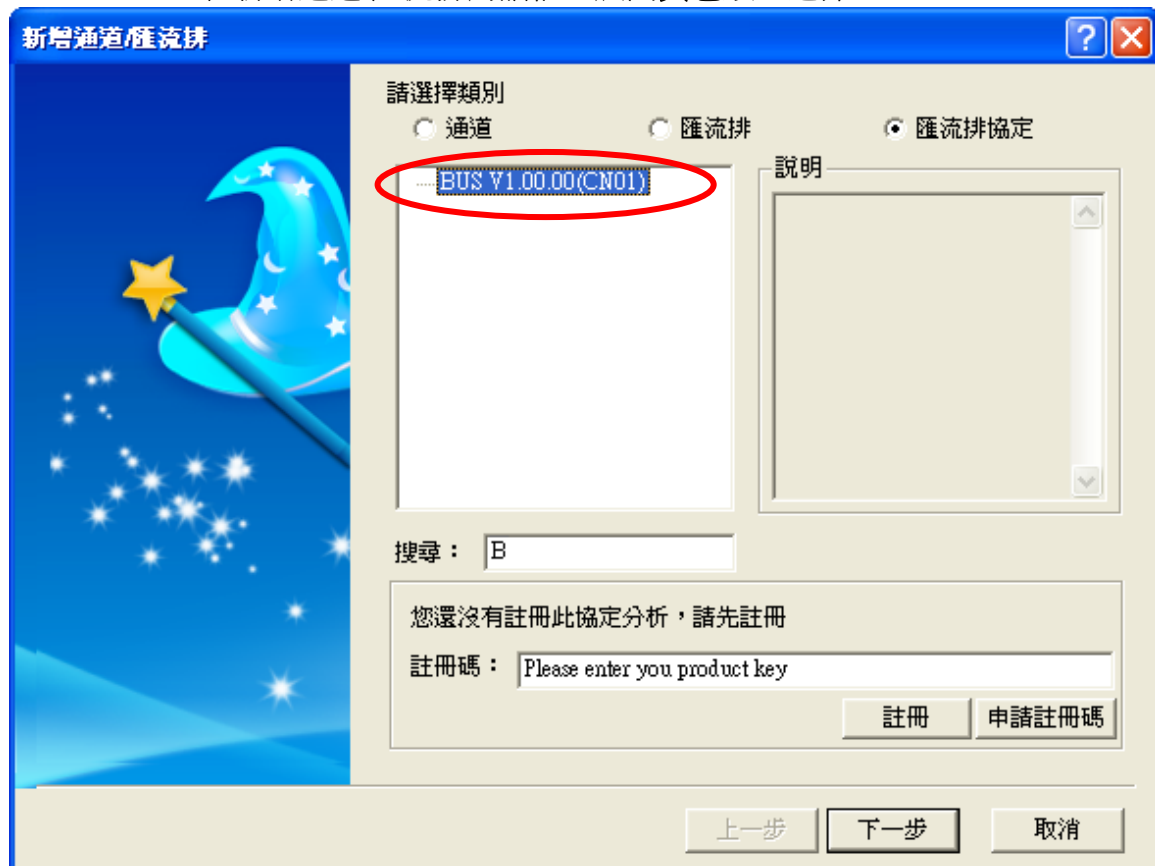 新增通道/匯流排
請選擇類別
通道 匯流排 匯流排協定
BUS V1.00.00(CN01)
說明
搜尋： B
您還沒有註冊此協定分析，請先註冊
註冊碼： Please enter you product key
註冊 申請註冊碼
上一步 下一步 取消